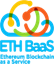 ETH BaaS
Ethereum Blockchain
as a Service